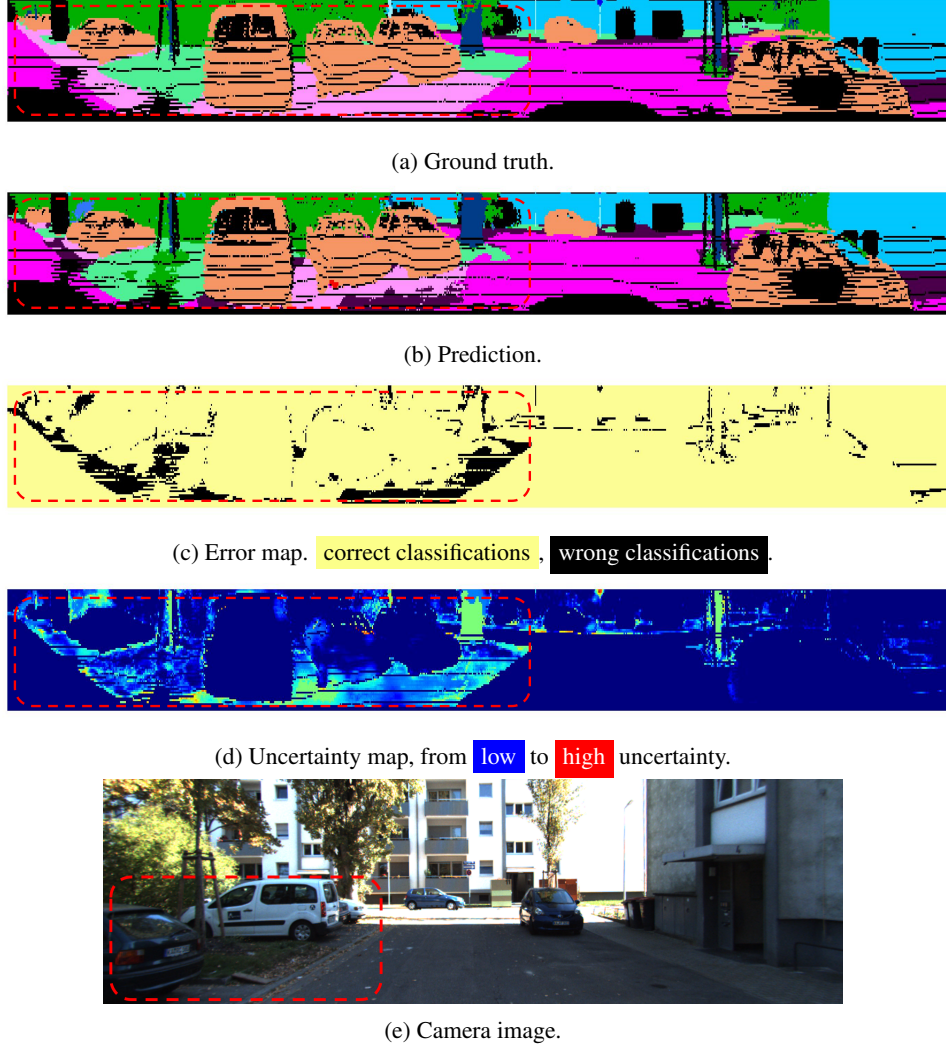 (a) Ground truth.
(b) Prediction.
(c) Error map. correct classifications, wrong classifications.
(d) Uncertainty map, from low to high uncertainty.
(e) Camera image.